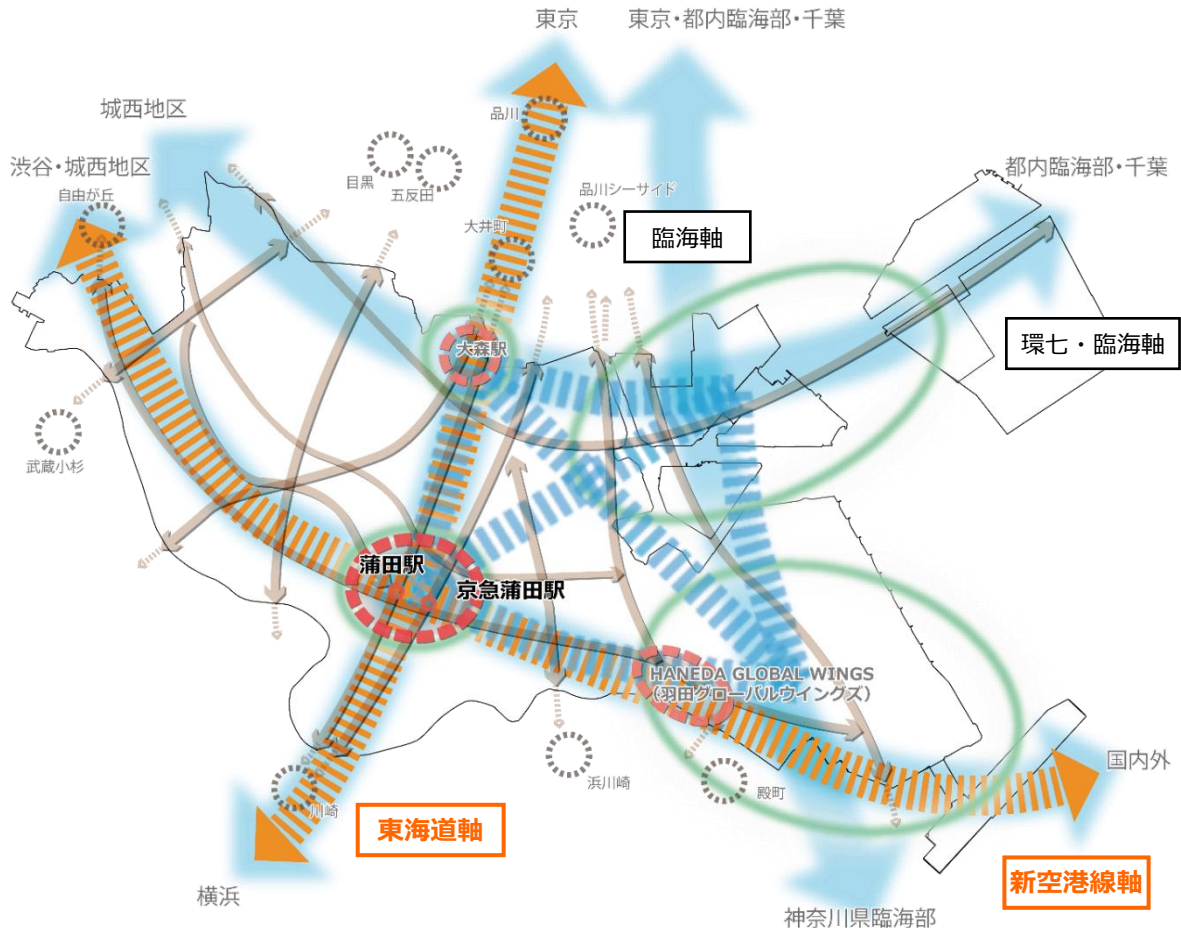 東京
東京・都内臨海部・千葉
城西地区
品川
渋谷・城西地区
自由が丘
目黒
五反田
品川シーサイド
都内臨海部・千葉
大井町
臨海軸
大森駅
環七・臨海軸
武蔵小杉
蒲田駅
京急蒲田駅
HANEDA GLOBAL WINGS
（羽田グローバルウイングズ）
国内外
浜川崎
殿町
川崎
東海道軸
新空港線軸
横浜
神奈川県臨海部